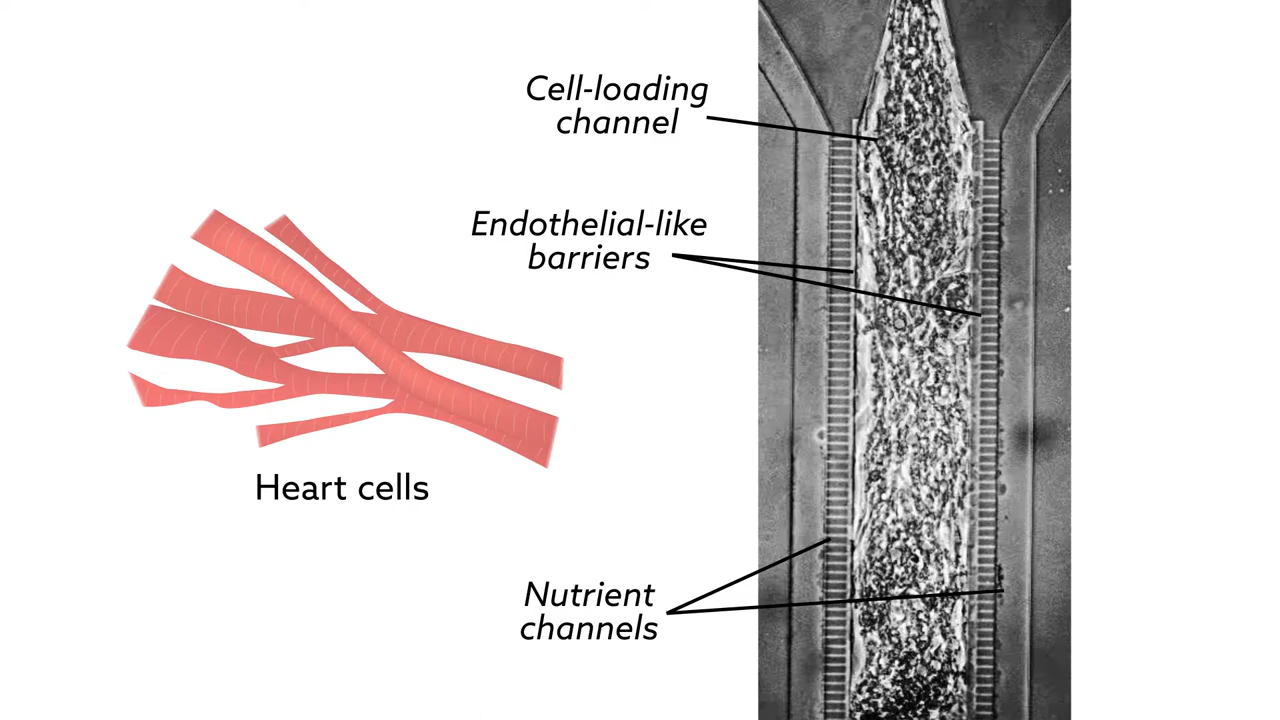 Cell-loading
channel
Endothelial-like
barriers
Heart cells
Nutrient
channels